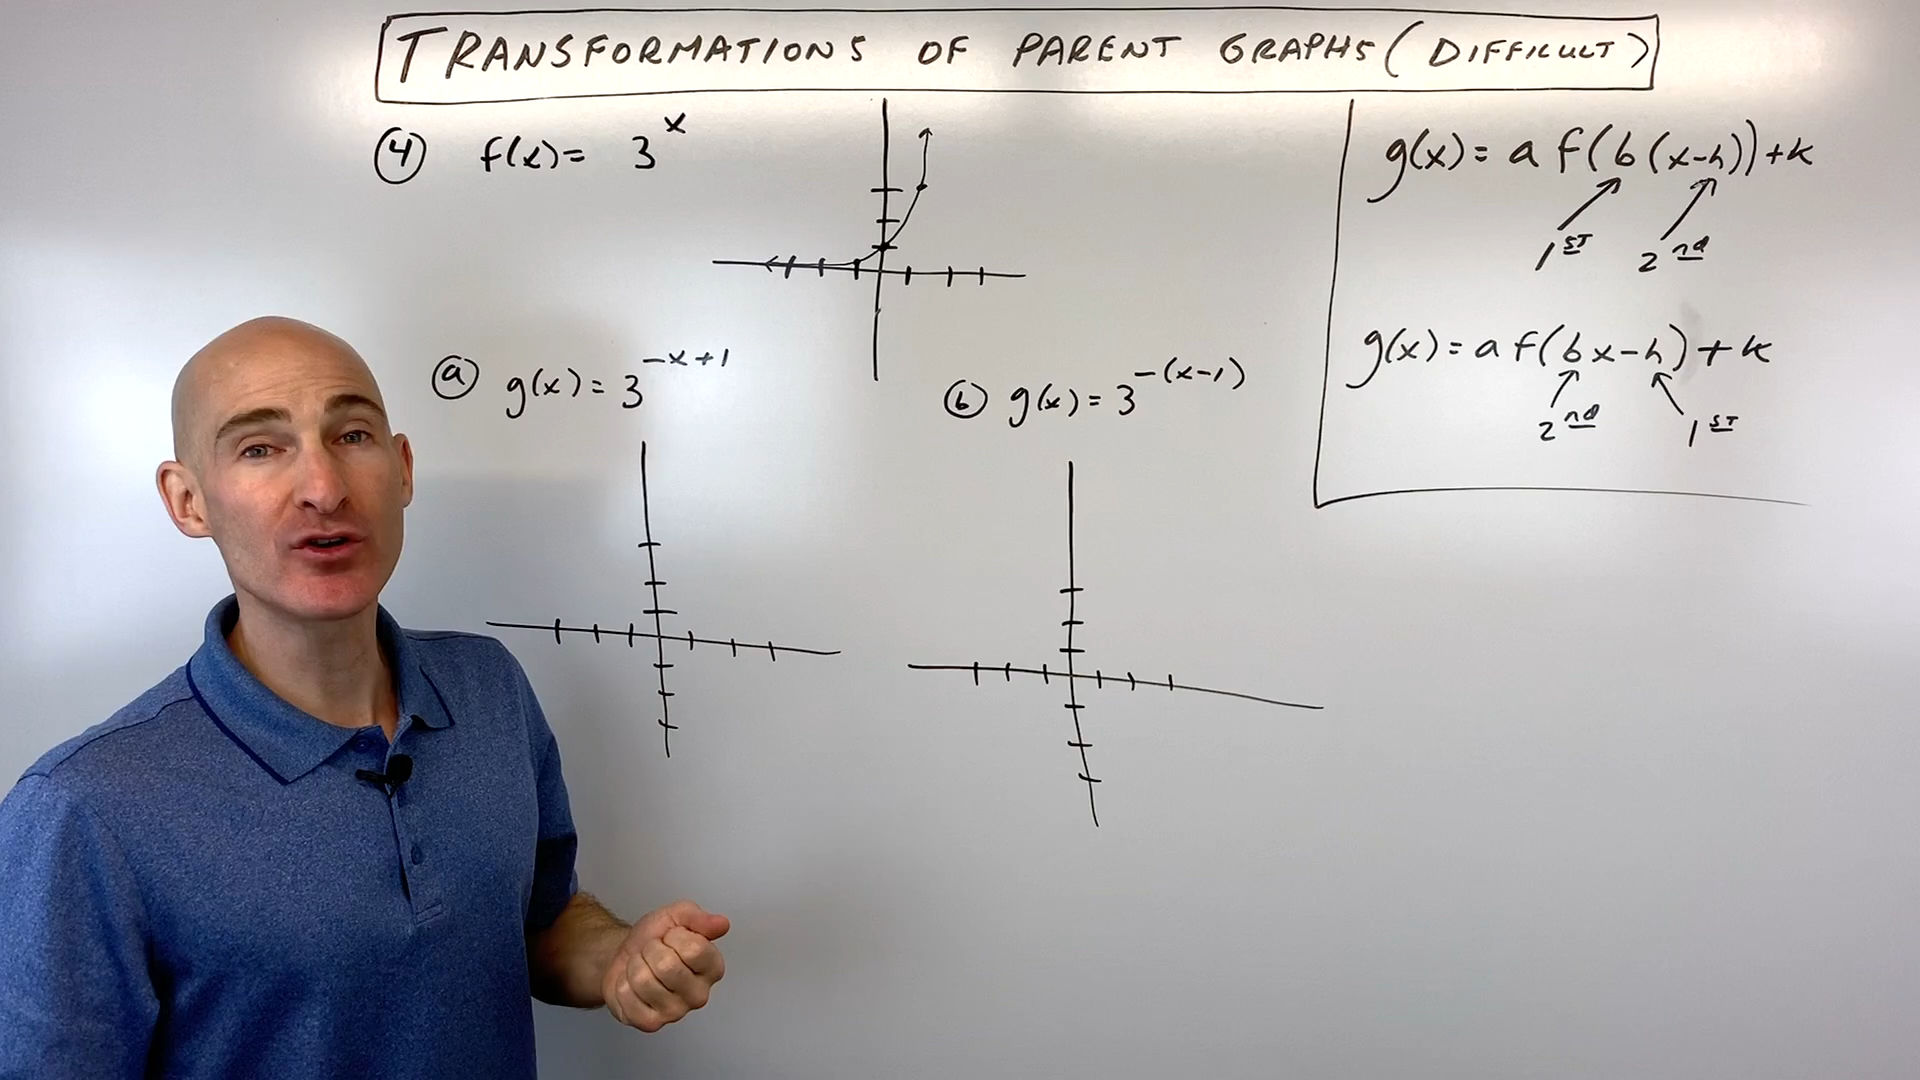 TRANSFORMATIONS OF PARENT GRAPHS (DIFFICULT)
④ f(x)= 3^x
g(x)= a f(b(x-h))+k
1ST 2nd
ⓐ g(x)= 3^-x+1
ⓑ g(x)= 3^-(x-1)
g(x)= a f(bx-h)+k
2nd 1ST